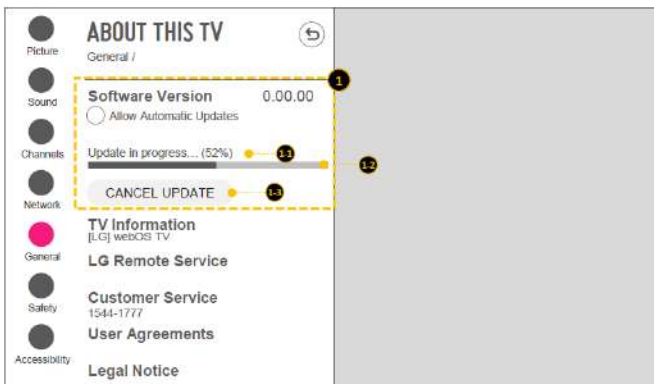 Picture
Sound
Channels
Network
General
Safety
Accessibility
ABOUT THIS TV
General /
1
Software Version 0.00.00
Allow Automatic Updates
Update in progress... (52%) 1-1
1-2
CANCEL UPDATE 1-3
TV Information
[LG] webOS TV
LG Remote Service
Customer Service
1544-1777
User Agreements
Legal Notice